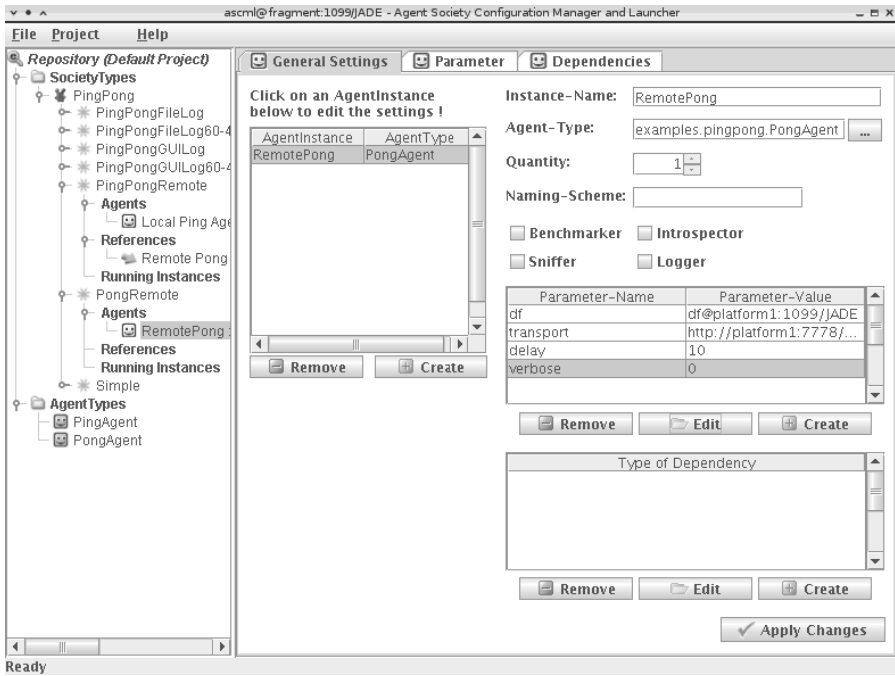 ascml@fragment:1099/JADE - Agent Society Configuration Manager and Launcher
File Project Help
Repository (Default Project)
SocietyTypes
PingPong
PingPongFileLog
PingPongFileLog60-4
PingPongGUILog
PingPongGUILog60-4
PingPongRemote
Agents
Local Ping Age
References
Remote Pong
Running Instances
PongRemote
Agents
RemotePong :
References
Running Instances
Simple
AgentTypes
PingAgent
PongAgent
General Settings Parameter Dependencies
Click on an AgentInstance
below to edit the settings !
AgentInstance AgentType
RemotePong PongAgent
Remove Create
Instance-Name: RemotePong
Agent-Type: examples.pingpong.PongAgent ...
Quantity: 1
Naming-Scheme:
Benchmarker Introspector
Sniffer Logger
Parameter-Name Parameter-Value
df df@platform1:1099/JADE
transport http://platform1:7778/...
delay 10
verbose 0
Remove Edit Create
Type of Dependency
Remove Edit Create
Apply Changes
Ready